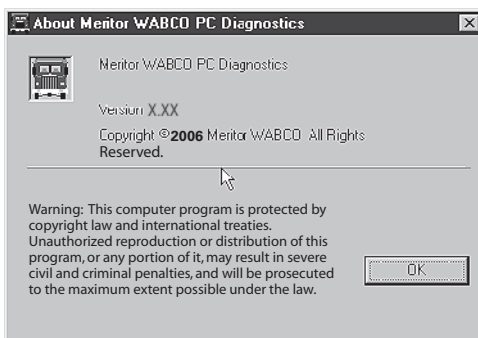 About Meritor WABCO PC Diagnostics
Meritor WABCO PC Diagnostics
Version X.XX
Copyright ©2006 Meritor WABCO All Rights
Reserved.
Warning: This computer program is protected by
copyright law and international treaties.
Unauthorized reproduction or distribution of this
program, or any portion of it, may result in severe
civil and criminal penalties, and will be prosecuted
to the maximum extent possible under the law.
OK